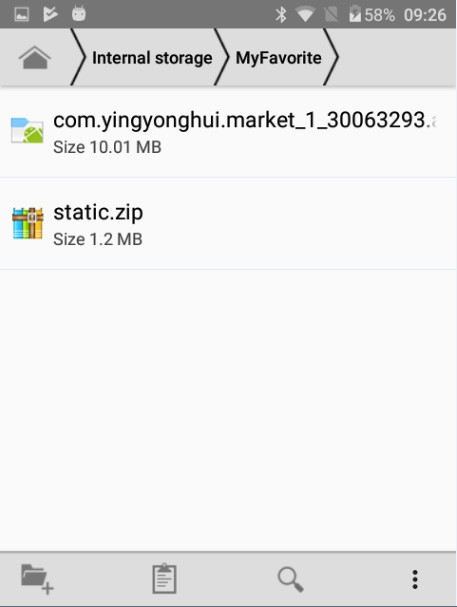 58% 09:26
Internal storage MyFavorite
com.yingyonghui.market_1_30063293.
Size 10.01 MB
static.zip
Size 1.2 MB